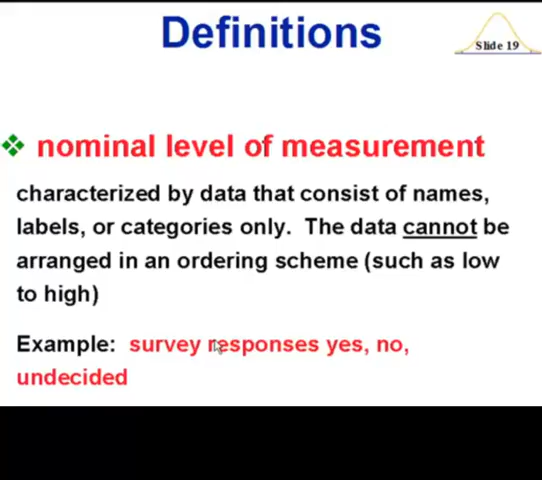 Definitions
Slide 19
❖ nominal level of measurement
characterized by data that consist of names,
labels, or categories only. The data cannot be
arranged in an ordering scheme (such as low
to high)
Example: survey responses yes, no,
undecided